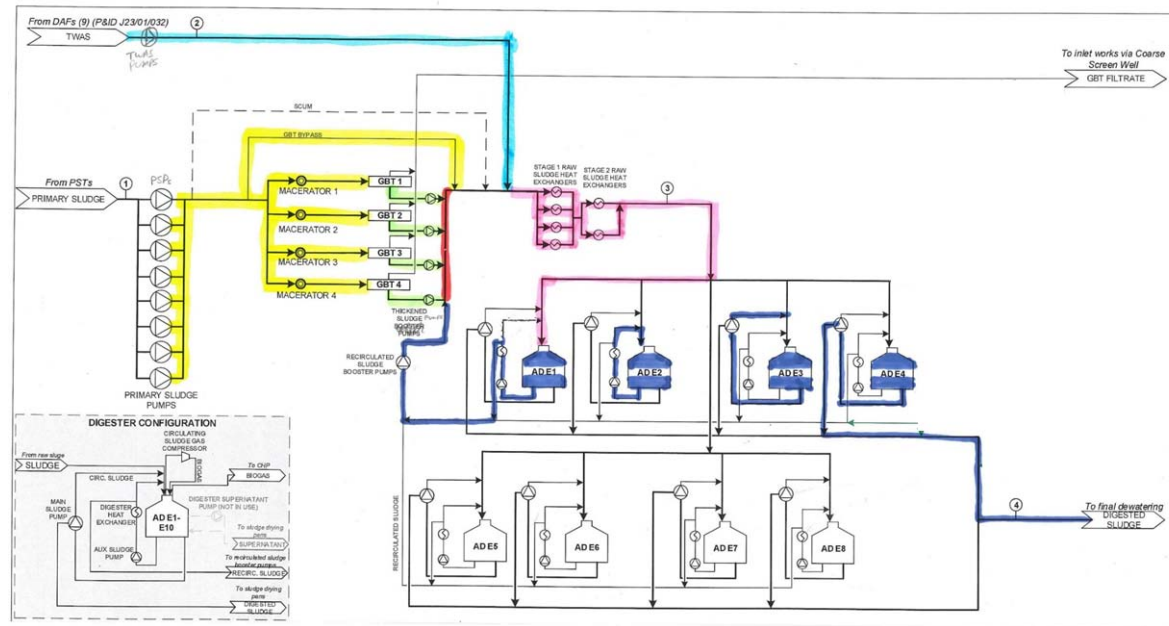 From DAFs (9) (P&ID J23/01/032)
TWAS
2
TWAS
PUMPS
To inlet works via Coarse
Screen Well
GBT FILTRATE
SCUM
GBT BYPASS
From PSTs
PRIMARY SLUDGE
1
PSPs
MACERATOR 1
MACERATOR 2
MACERATOR 3
MACERATOR 4
GBT 1
GBT 2
GBT 3
GBT 4
STAGE 1 RAW
SLUDGE HEAT
EXCHANGERS
STAGE 2 RAW
SLUDGE HEAT
EXCHANGERS
3
THICKENED
SLUDGE
BOOSTER
PUMPS
PRIMARY SLUDGE
PUMPS
RECIRCULATED
SLUDGE
BOOSTER PUMPS
ADE1
ADE2
ADE3
ADE4
RECIRCULATED SLUDGE
ADE5
ADE6
ADE7
ADE8
4
To final dewatering
DIGESTED
SLUDGE
DIGESTER CONFIGURATION
CIRCULATING
SLUDGE GAS
COMPRESSOR
From raw sluge
SLUDGE
BIOGAS
To CNP
BIOGAS
CIRC. SLUDGE
MAIN
SLUDGE
PUMP
DIGESTER
HEAT
EXCHANGER
ADE1-
E10
DIGESTER SUPERNATANT
PUMP (NOT IN USE)
AUX SLUDGE
PUMP
To sludge drying
pans
SUPERNATANT
To recirculated sludge
booster pumps
RECIRC. SLUDGE
To sludge drying
pans
DIGESTED
SLUDGE